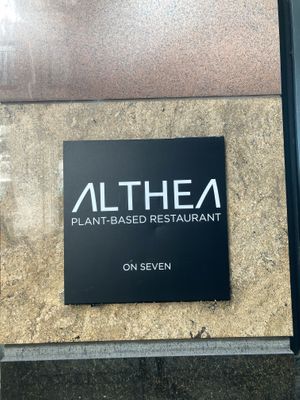 ALTHEA
PLANT-BASED RESTAURANT
ON SEVEN